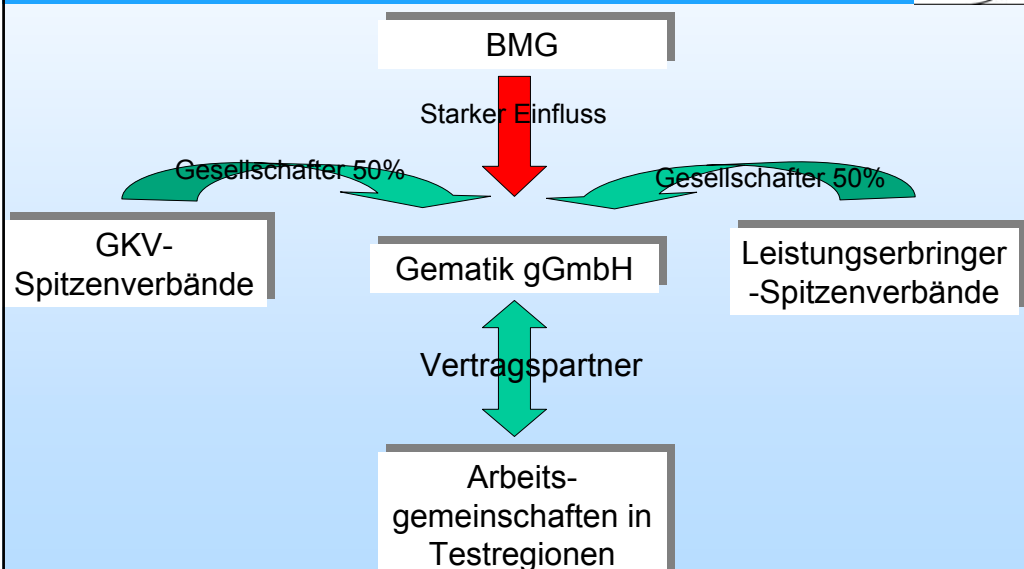 BMG
Starker Einfluss
Gesellschafter 50%
Gesellschafter 50%
GKV-
Spitzenverbände
Gematik gGmbH
Leistungserbringer
-Spitzenverbände
Vertragspartner
Arbeits-
gemeinschaften in
Testregionen